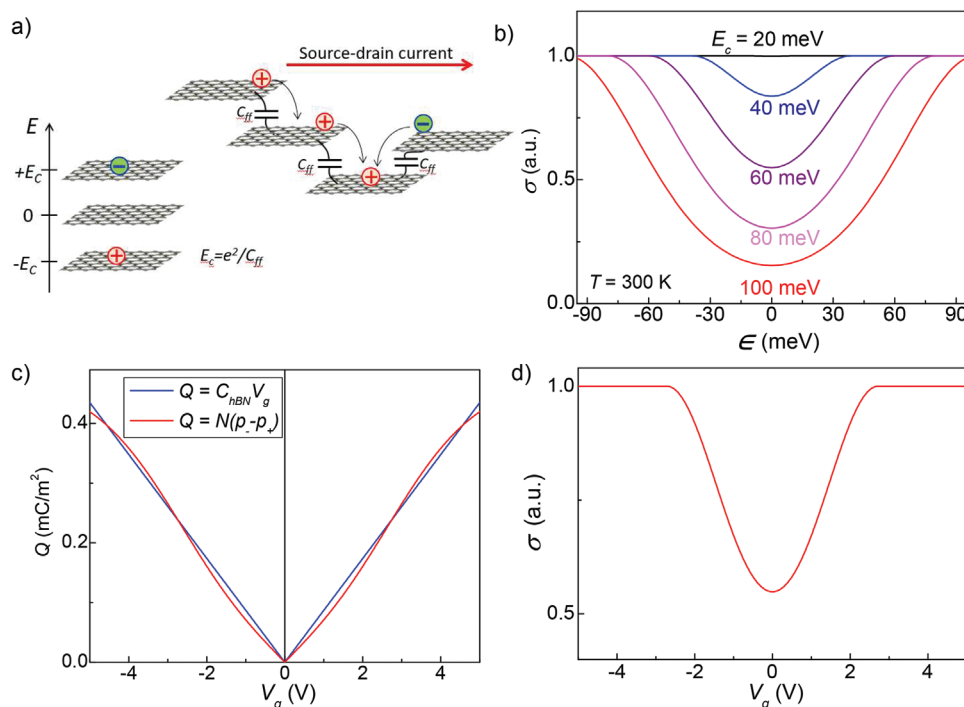 a)
Source-drain current
E
+E_C
0
-E_C
C_ff
C_ff
C_ff
E_c=e²/C_ff
+
+
+
+
−
−
b)
σ (a.u.)
1.0
0.5
0.0
E_c = 20 meV
40 meV
60 meV
80 meV
100 meV
T = 300 K
-90 -60 -30 0 30 60 90
ϵ (meV)
c)
Q (mC/m²)
0.4
0.2
0.0
Q = C_hBN V_g
Q = N(p_- - p_+)
-4 -2 0 2 4
V_g (V)
d)
σ (a.u.)
1.0
0.5
-4 -2 0 2 4
V_g (V)